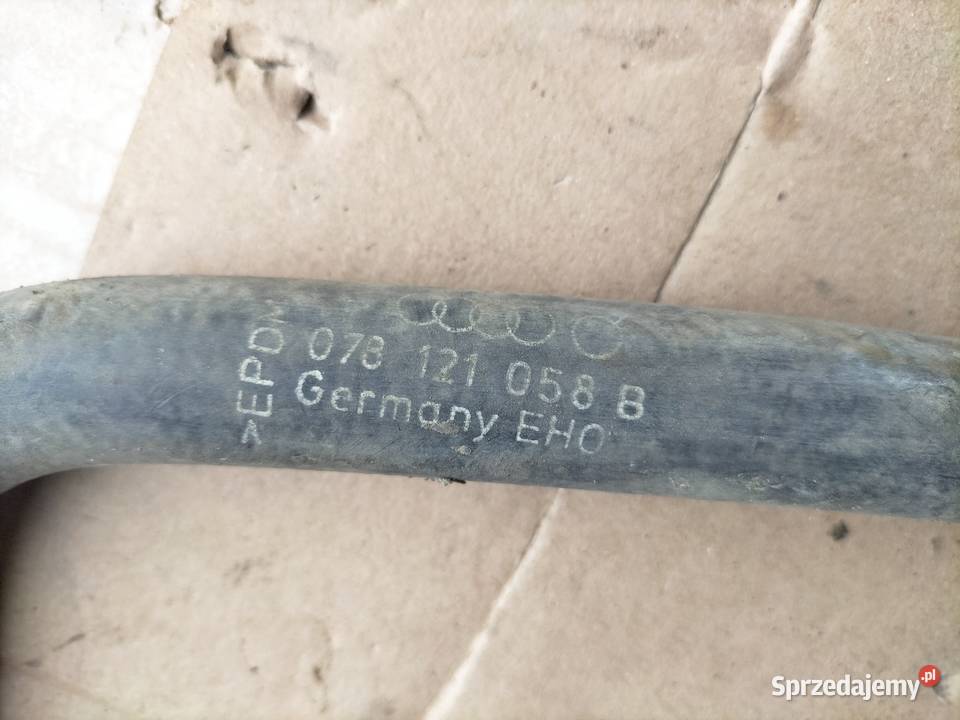 078 121 058 B
Germany EHO
>EPDM
Sprzedajemy.pl